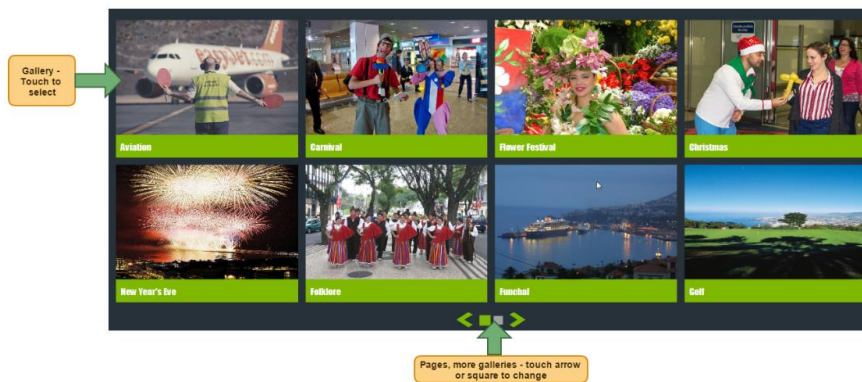 Gallery -
Touch to
select
easyJet
Aviation
Carnival
Flower Festival
Christmas
New Year's Eve
Folklore
Funchal
Golf
Pages, more galleries - touch arrow
or square to change